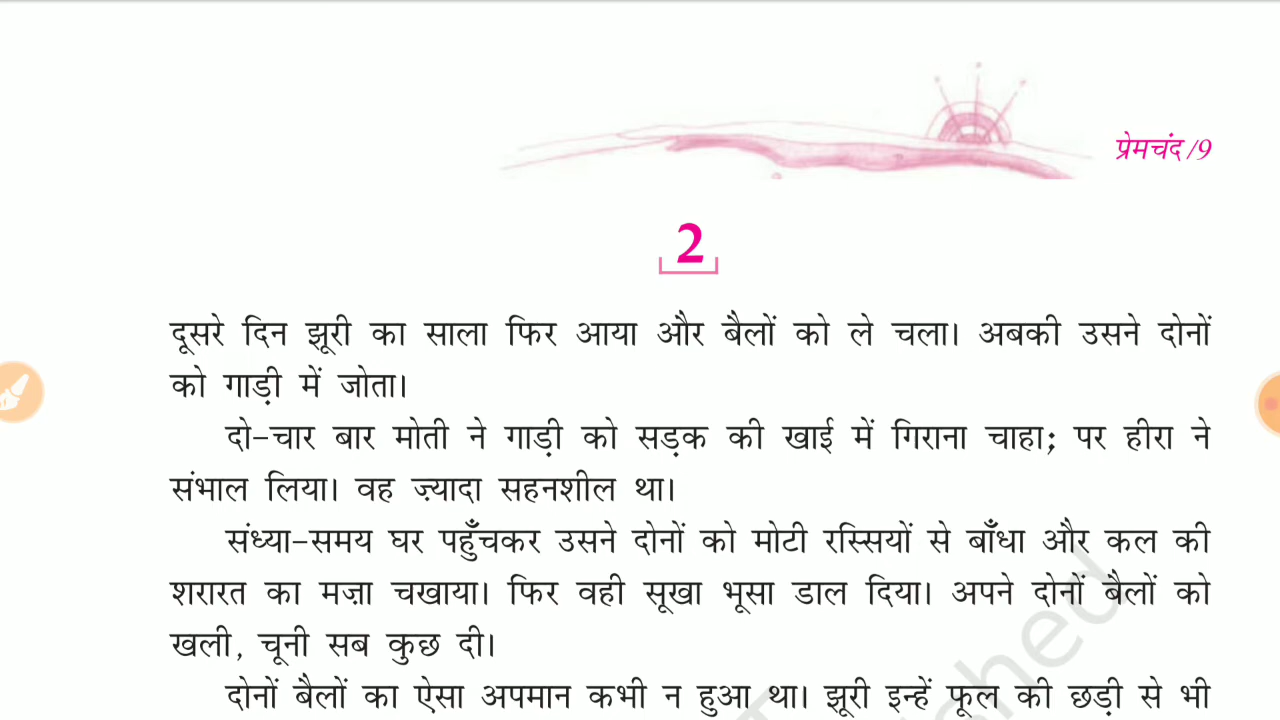 प्रेमचंद/9
2
दूसरे दिन झूरी का साला फिर आया और बैलों को ले चला। अबकी उसने दोनों
को गाड़ी में जोता।
दो-चार बार मोती ने गाड़ी को सड़क की खाई में गिराना चाहा; पर हीरा ने
संभाल लिया। वह ज़्यादा सहनशील था।
संध्या-समय घर पहुँचकर उसने दोनों को मोटी रस्सियों से बाँधा और कल की
शरारत का मज़ा चखाया। फिर वही सूखा भूसा डाल दिया। अपने दोनों बैलों को
खली, चूनी सब कुछ दी।
दोनों बैलों का ऐसा अपमान कभी न हुआ था। झूरी इन्हें फूल की छड़ी से भी